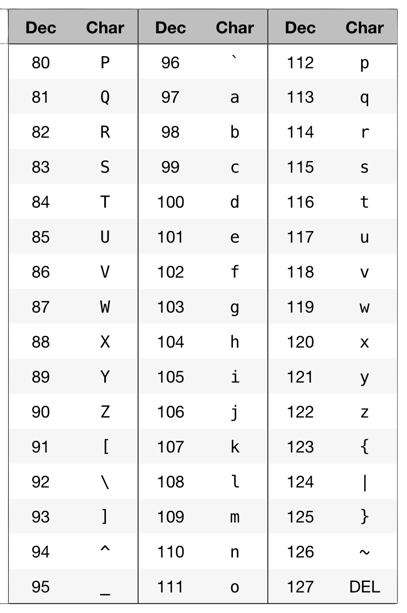 Dec Char Dec Char Dec Char
80 P 96 ` 112 p
81 Q 97 a 113 q
82 R 98 b 114 r
83 S 99 c 115 s
84 T 100 d 116 t
85 U 101 e 117 u
86 V 102 f 118 v
87 W 103 g 119 w
88 X 104 h 120 x
89 Y 105 i 121 y
90 Z 106 j 122 z
91 [ 107 k 123 {
92 \ 108 l 124 |
93 ] 109 m 125 }
94 ^ 110 n 126 ~
95 _ 111 o 127 DEL